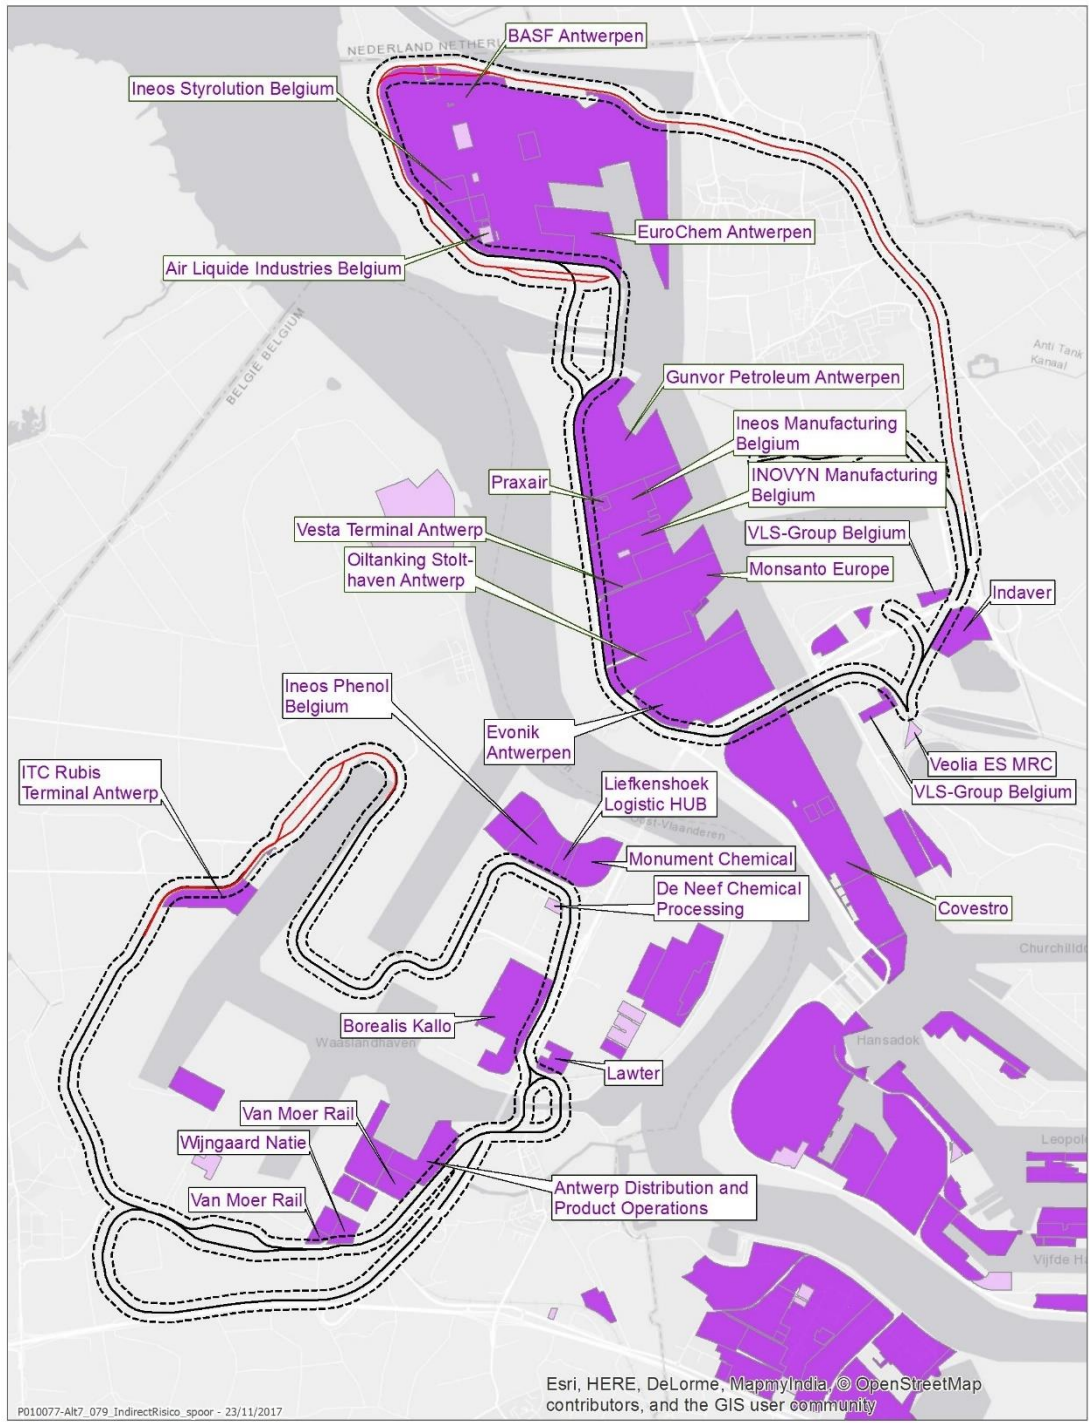 BASF Antwerpen
NEDERLAND NETHERL
Ineos Styrolution Belgium
EuroChem Antwerpen
Air Liquide Industries Belgium
BELGIË BELGIUM
Anti Tank
Kanaal
Gunvor Petroleum Antwerpen
Ineos Manufacturing
Belgium
Praxair
INOVYN Manufacturing
Belgium
Vesta Terminal Antwerp
VLS-Group Belgium
Oiltanking Stolt-
haven Antwerp
Monsanto Europe
Indaver
Ineos Phenol
Belgium
Evonik
Antwerpen
Veolia ES MRC
ITC Rubis
Terminal Antwerp
Liefkenshoek
Logistic HUB
VLS-Group Belgium
Oost-Vlaanderen
Monument Chemical
De Neef Chemical
Processing
Covestro
Churchilldo
Borealis Kallo
Waaslandhaven
Hansadok
Lawter
Van Moer Rail
Wijngaard Natie
Leopol
Van Moer Rail
Antwerp Distribution and
Product Operations
Vijfde Ha
Esri, HERE, DeLorme, MapmyIndia, © OpenStreetMap
contributors, and the GIS user community
P010077-Alt7_079_IndirectRisico_spoor - 23/11/2017